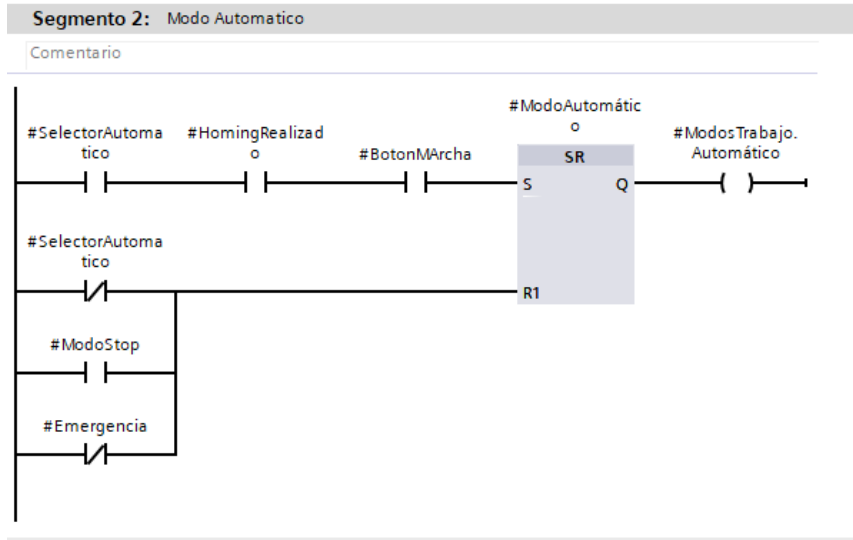 Segmento 2: Modo Automatico
Comentario
#ModoAutomátic
o
#SelectorAutoma
tico
#HomingRealizad
o
#BotonMArcha
#ModosTrabajo.
Automático
SR
S
Q
#SelectorAutoma
tico
R1
#ModoStop
#Emergencia